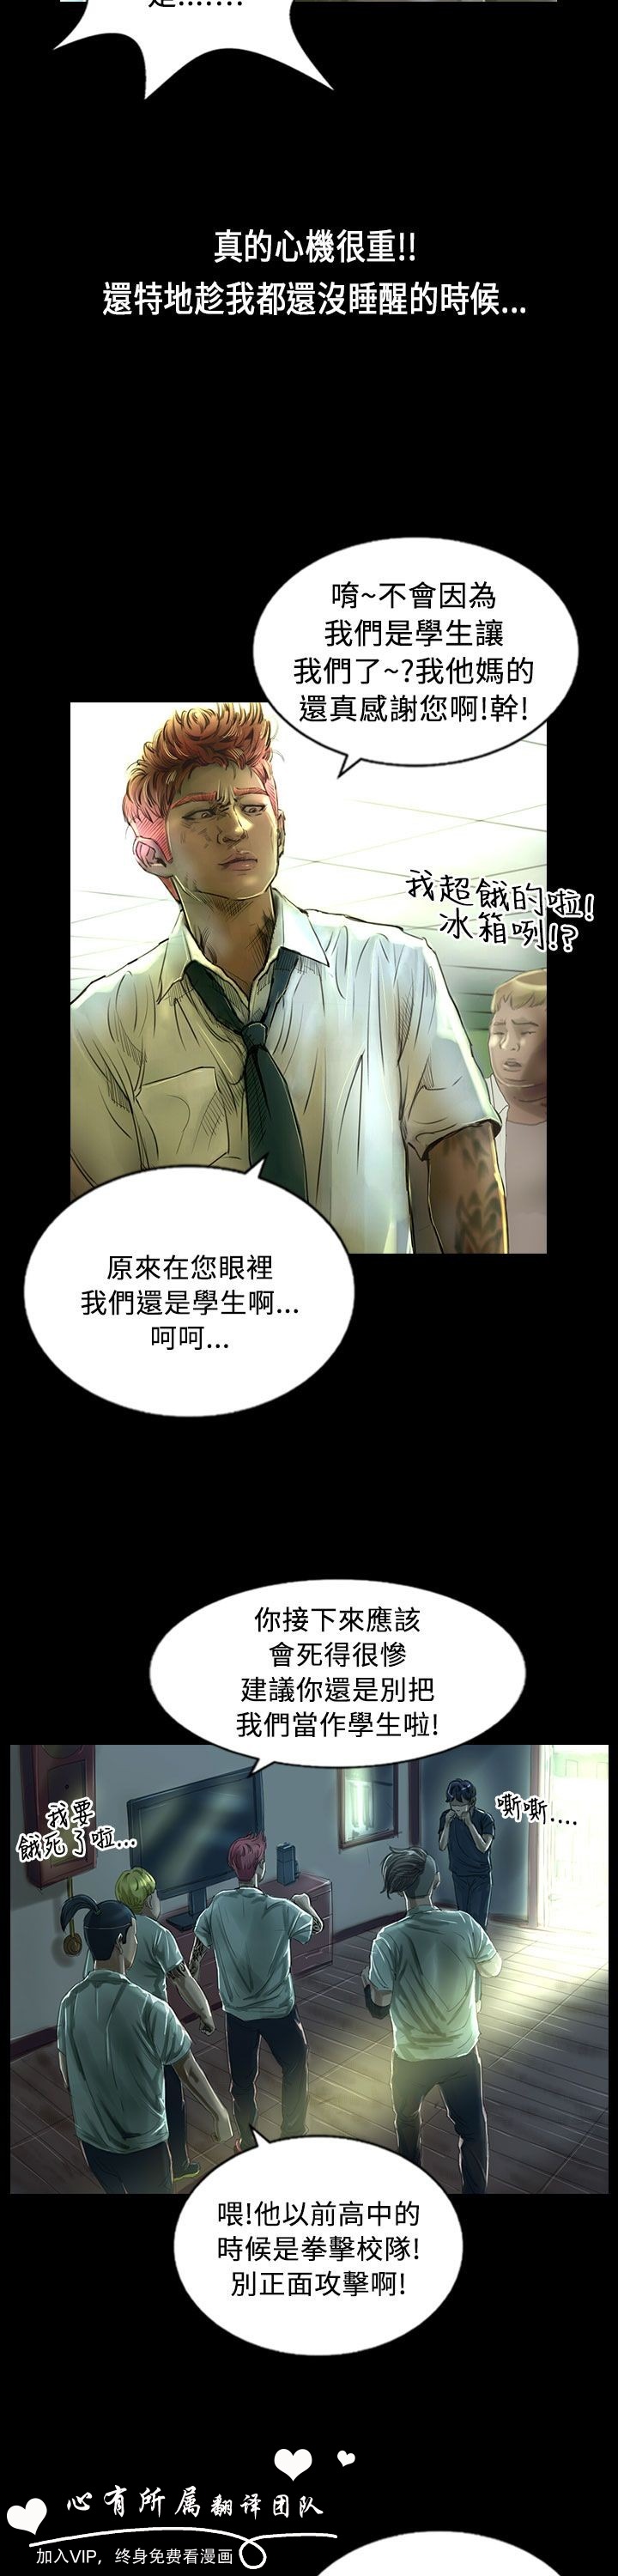 是.......
真的心機很重!!
還特地趁我都還沒睡醒的時候...
唷~不會因為
我們是學生讓
我們了~?我他媽的
還真感謝您啊!幹!
我超餓的啦!
冰箱咧!?
原來在您眼裡
我們還是學生啊...
呵呵...
你接下來應該
會死得很慘
建議你還是別把
我們當作學生啦!
我要
餓死了啦...
嘶嘶....
喂!他以前高中的
時候是拳擊校隊!
別正面攻擊啊!
心有所属翻译团队
加入VIP，终身免费看漫画